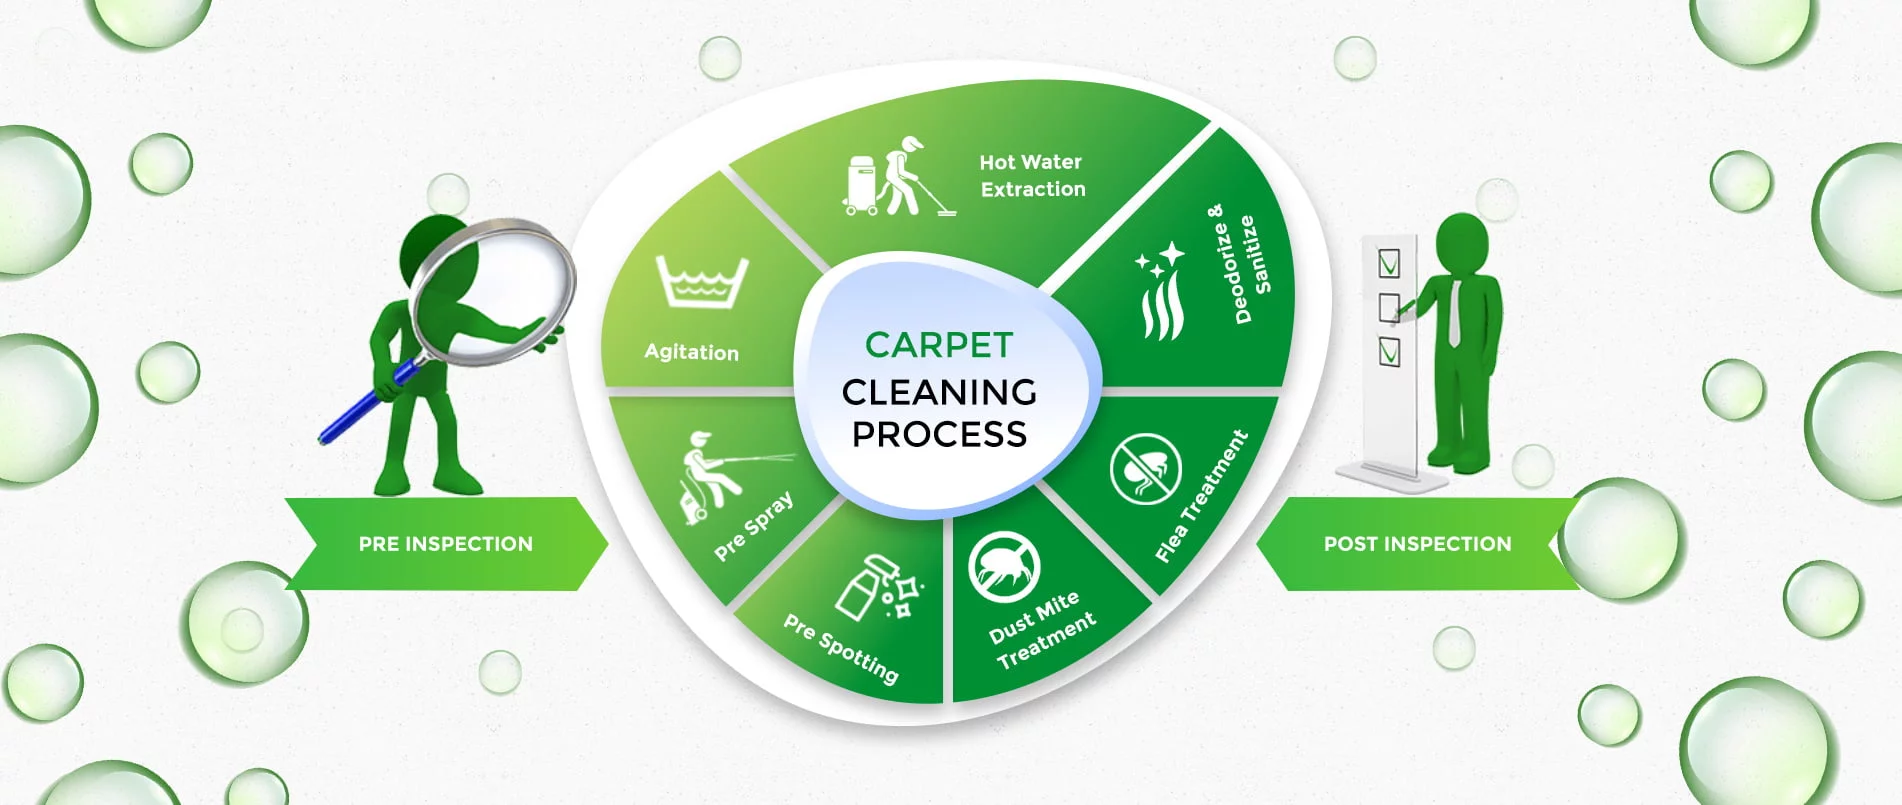 Hot Water
Extraction
Deodorize &
Sanitize
Agitation
CARPET
CLEANING
PROCESS
Pre Spray
Flea Treatment
Pre Spotting
Dust Mite
Treatment
PRE INSPECTION
POST INSPECTION